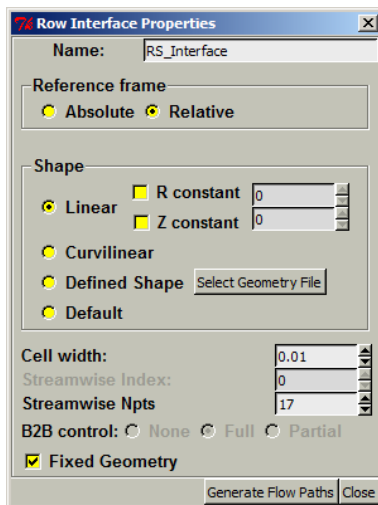 Row Interface Properties
Name: RS_Interface
Reference frame
Absolute Relative
Shape
Linear
R constant 0
Z constant 0
Curvilinear
Defined Shape Select Geometry File
Default
Cell width: 0.01
Streamwise Index: 0
Streamwise Npts 17
B2B control: None Full Partial
Fixed Geometry
Generate Flow Paths Close